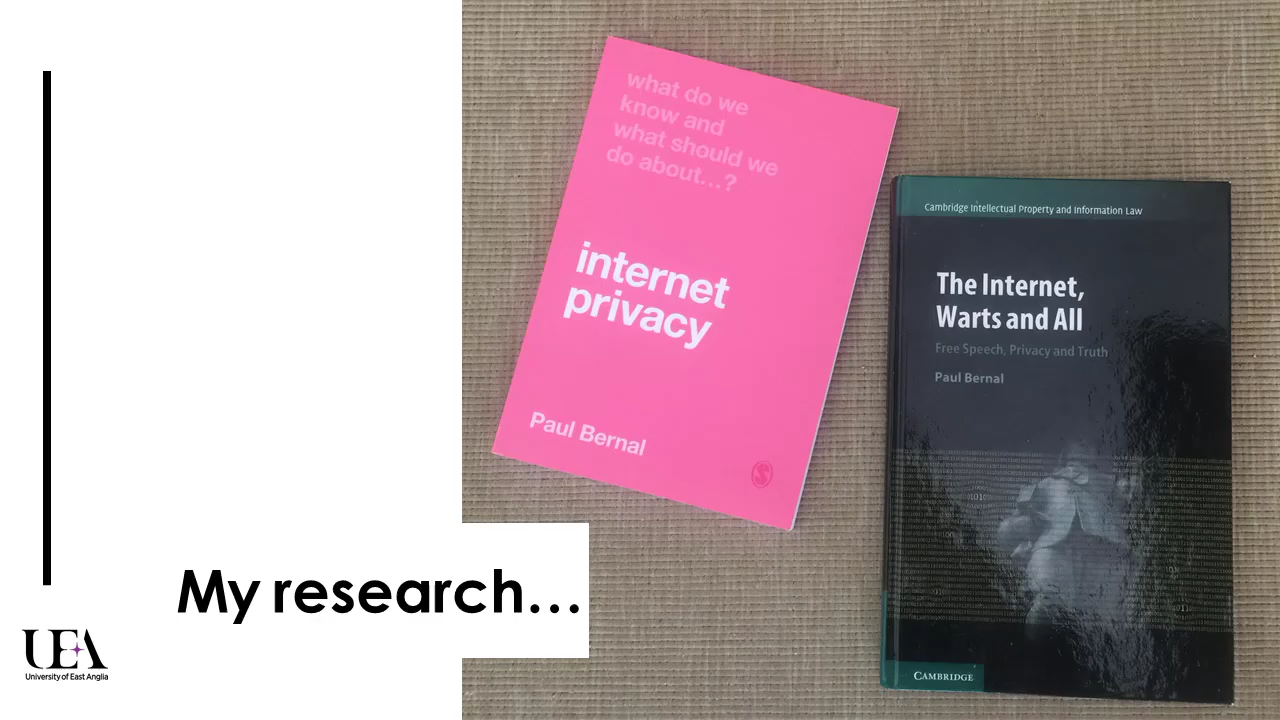 My research...
UEA
University of East Anglia
what do we
know and
what should we
do about...?
internet
privacy
Paul Bernal
Cambridge Intellectual Property and Information Law
The Internet,
Warts and All
Free Speech, Privacy and Truth
Paul Bernal
CAMBRIDGE